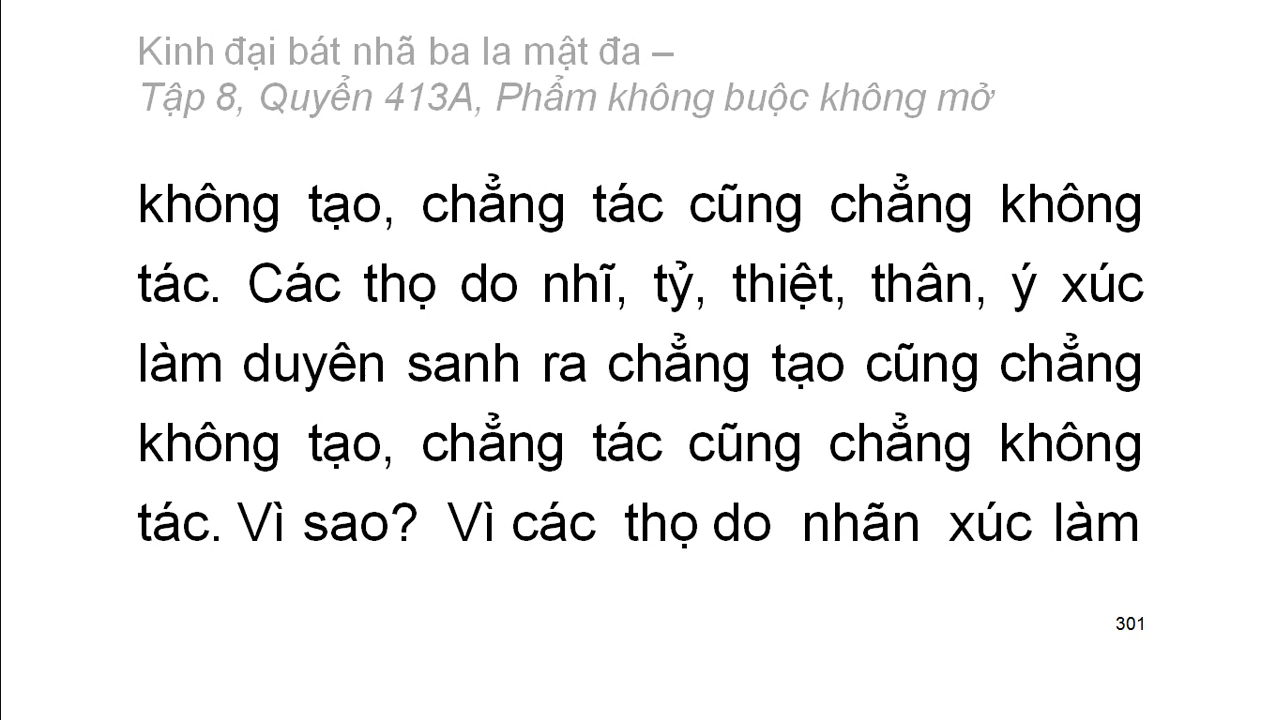 Kinh đại bát nhã ba la mật đa –
Tập 8, Quyển 413A, Phẩm không buộc không mở
không tạo, chẳng tác cũng chẳng không
tác. Các thọ do nhĩ, tỷ, thiệt, thân, ý xúc
làm duyên sanh ra chẳng tạo cũng chẳng
không tạo, chẳng tác cũng chẳng không
tác. Vì sao? Vì các thọ do nhãn xúc làm
301